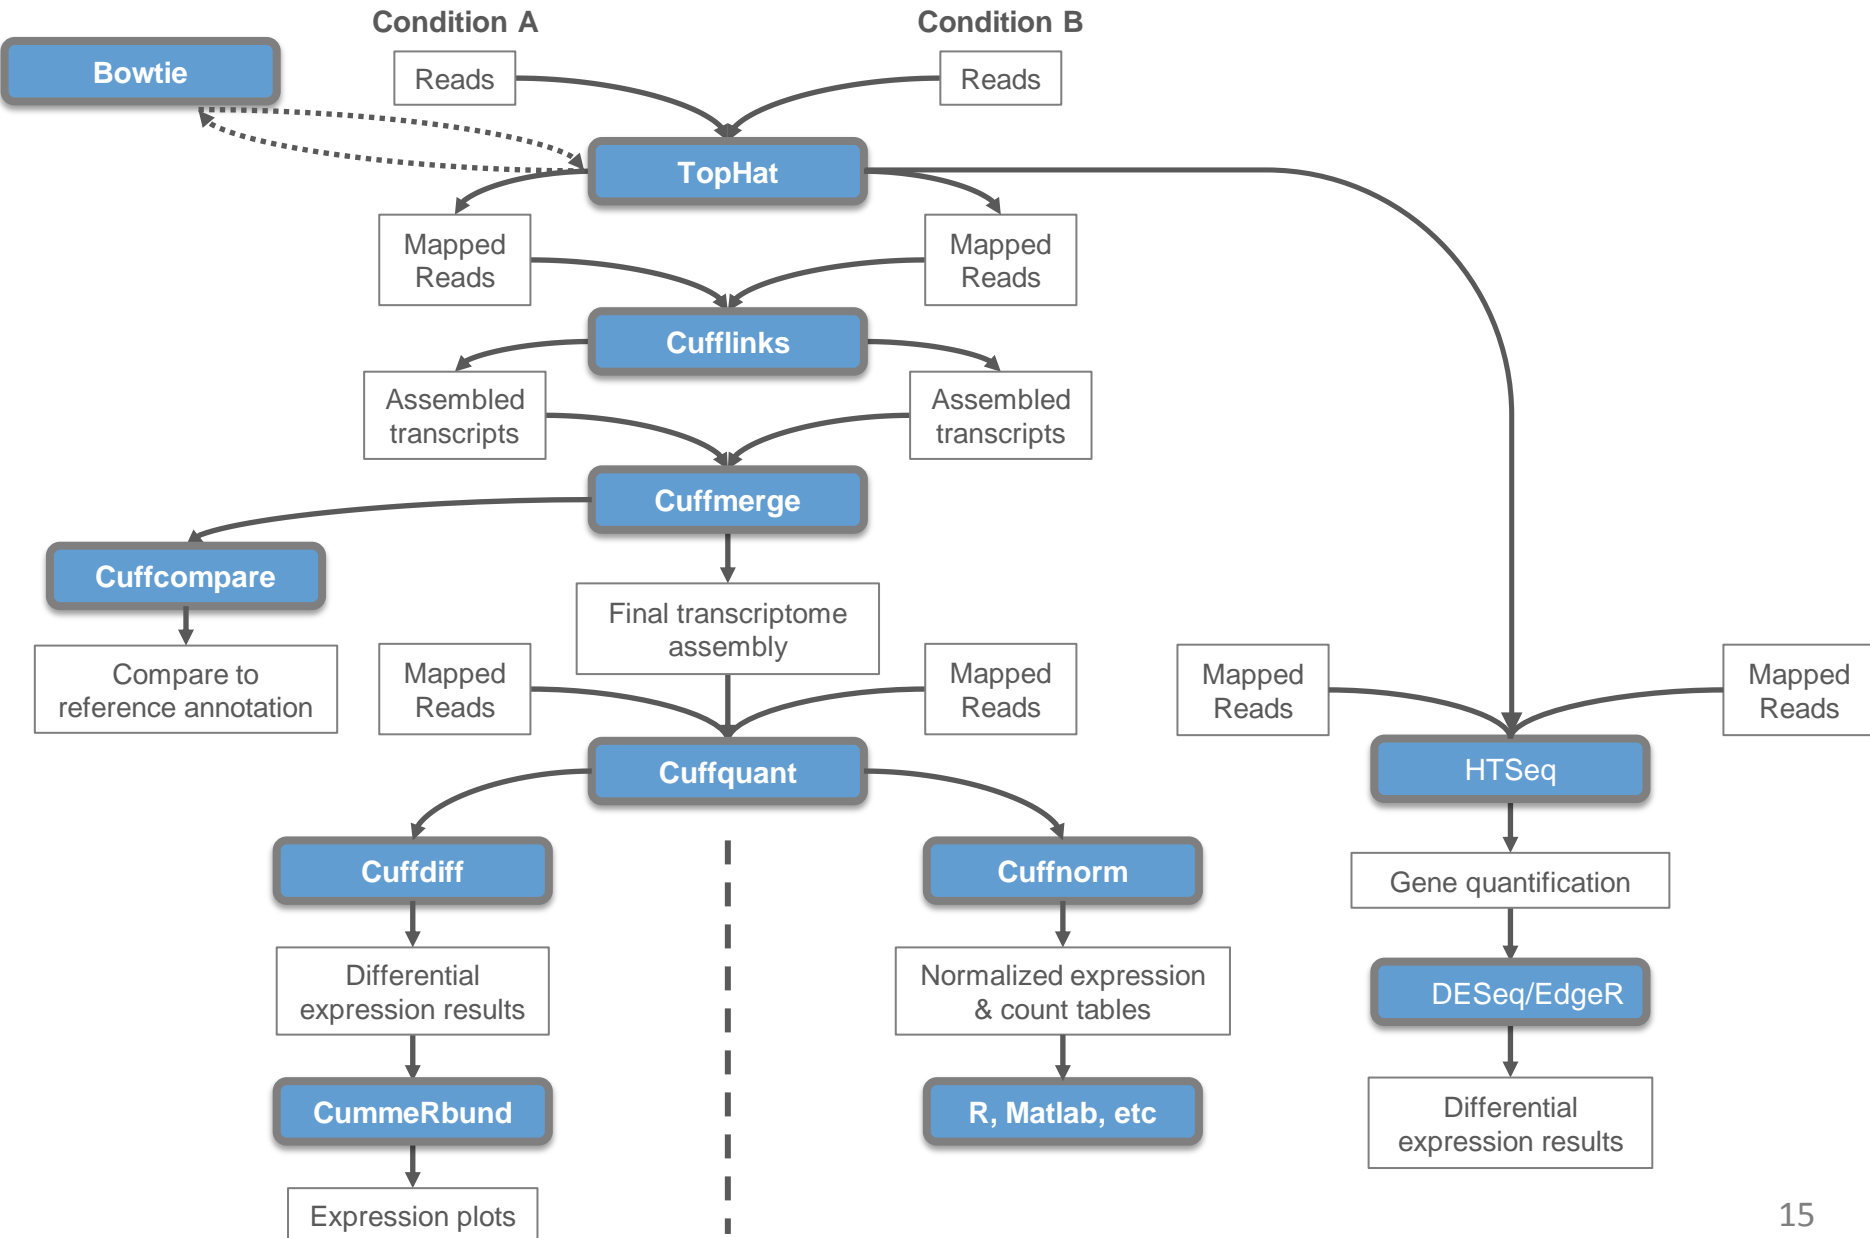 Condition A
Condition B
Bowtie
Reads
Reads
TopHat
Mapped
Reads
Mapped
Reads
Cufflinks
Assembled
transcripts
Assembled
transcripts
Cuffmerge
Cuffcompare
Final transcriptome
assembly
Compare to
reference annotation
Mapped
Reads
Mapped
Reads
Mapped
Reads
Mapped
Reads
Cuffquant
HTSeq
Cuffdiff
Cuffnorm
Gene quantification
Differential
expression results
Normalized expression
& count tables
DESeq/EdgeR
CummeRbund
R, Matlab, etc
Differential
expression results
Expression plots
15